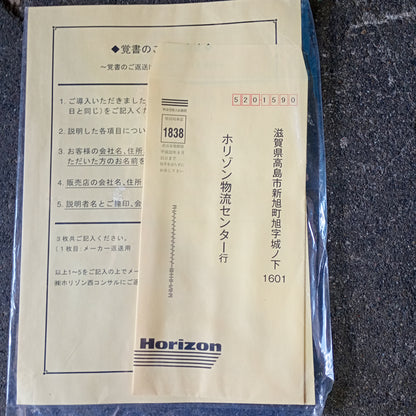 ◆覚書のご
～覚書のご返送に
1. ご導入いただきました
日と同じ)をご記入くだ
2. 説明した各項目につい
3. お客様の会社名、住所
ただいた方のお名前を
4. 販売店の会社名、住所
5. 説明者名とご捺印、会
3枚共ご記入ください。
(1枚目:メーカー返送用
以上1~5をご記入の上でメー
㈱ホリゾン西コンサルにご返
5201590
1838
滋賀県高島市新旭町旭字城ノ下
1601
ホリゾン物流センター行
Horizon